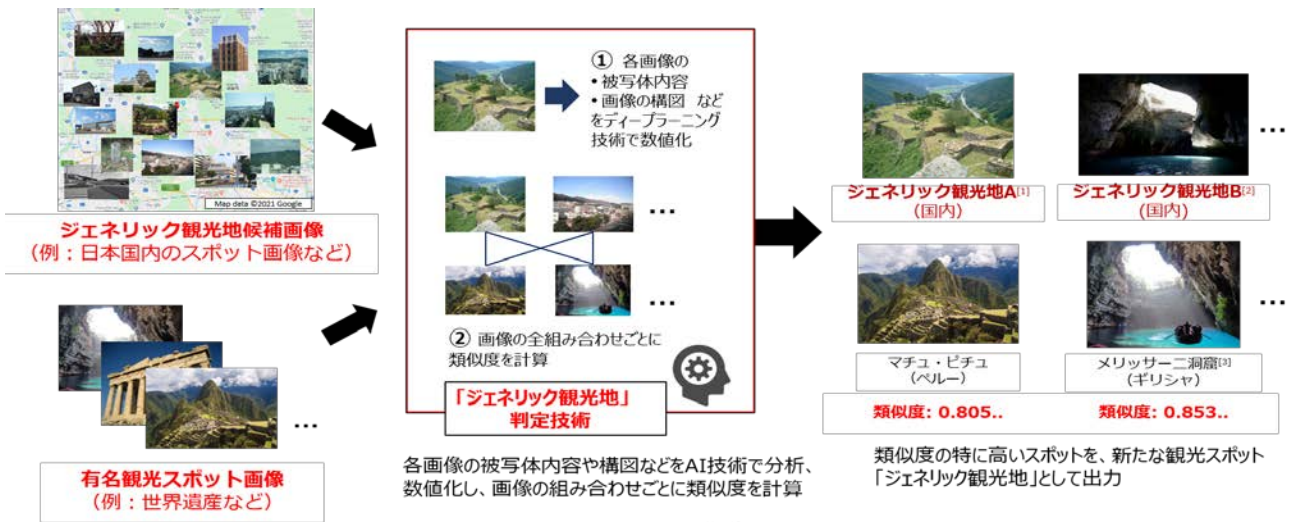 Map data ©2021 Google
ジェネリック観光地候補画像
(例：日本国内のスポット画像など)
...
有名観光スポット画像
(例：世界遺産など)
① 各画像の
・被写体内容
・画像の構図 など
をディープラーニング
技術で数値化
...
...
② 画像の全組み合わせごとに
類似度を計算
「ジェネリック観光地」
判定技術
各画像の被写体内容や構図などをAI技術で分析、
数値化し、画像の組み合わせごとに類似度を計算
...
ジェネリック観光地A[1]
(国内)
ジェネリック観光地B[2]
(国内)
...
マチュ・ピチュ
(ペルー)
メリッサーニ洞窟[3]
(ギリシャ)
類似度: 0.805..
類似度: 0.853..
類似度の特に高いスポットを、新たな観光スポット
「ジェネリック観光地」として出力